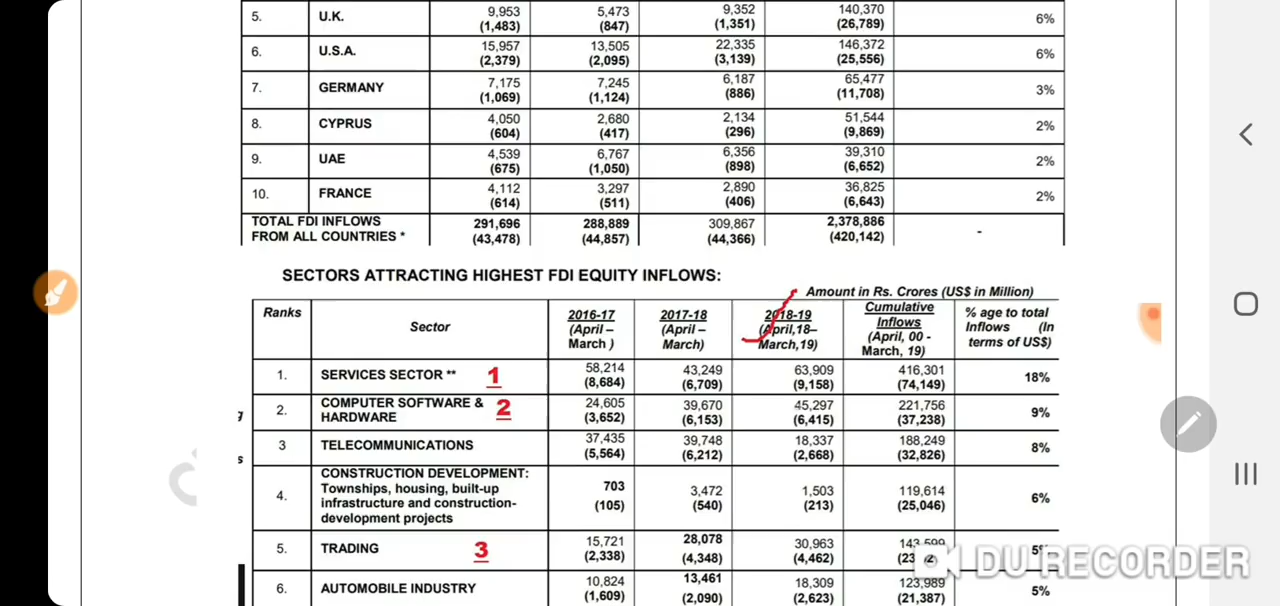 5. U.K. 9,953 5,473 9,352 140,370 6%
(1,483) (847) (1,351) (26,789)
6. U.S.A. 15,957 13,505 22,335 146,372 6%
(2,379) (2,095) (3,139) (25,556)
7. GERMANY 7,175 7,245 6,187 65,477 3%
(1,069) (1,124) (886) (11,708)
8. CYPRUS 4,050 2,680 2,134 51,544 2%
(604) (417) (296) (9,869)
9. UAE 4,539 6,767 6,356 39,310 2%
(675) (1,050) (898) (6,652)
10. FRANCE 4,112 3,297 2,890 36,825 2%
(614) (511) (406) (6,643)
TOTAL FDI INFLOWS 291,696 288,889 309,867 2,378,886 -
FROM ALL COUNTRIES * (43,478) (44,857) (44,366) (420,142)
SECTORS ATTRACTING HIGHEST FDI EQUITY INFLOWS:
Amount in Rs. Crores (US$ in Million)
Ranks Sector 2016-17 2017-18 2018-19 Cumulative % age to total
(April – (April – (April,18– Inflows Inflows (In
March ) March) March,19) (April, 00 - terms of US$)
March, 19)
1. SERVICES SECTOR ** 1 58,214 43,249 63,909 416,301 18%
(8,684) (6,709) (9,158) (74,149)
2. COMPUTER SOFTWARE & 2 24,605 39,670 45,297 221,756 9%
HARDWARE (3,652) (6,153) (6,415) (37,238)
3 TELECOMMUNICATIONS 37,435 39,748 18,337 188,249 8%
(5,564) (6,212) (2,668) (32,826)
4. CONSTRUCTION DEVELOPMENT: 703 3,472 1,503 119,614 6%
Townships, housing, built-up (105) (540) (213) (25,046)
infrastructure and construction-
development projects
5. TRADING 3 15,721 28,078 30,963
(2,338) (4,348) (4,462)
6. AUTOMOBILE INDUSTRY 10,824 13,461 18,309 123,989 5%
(1,609) (2,090) (2,623) (21,387)
DU RECORDER